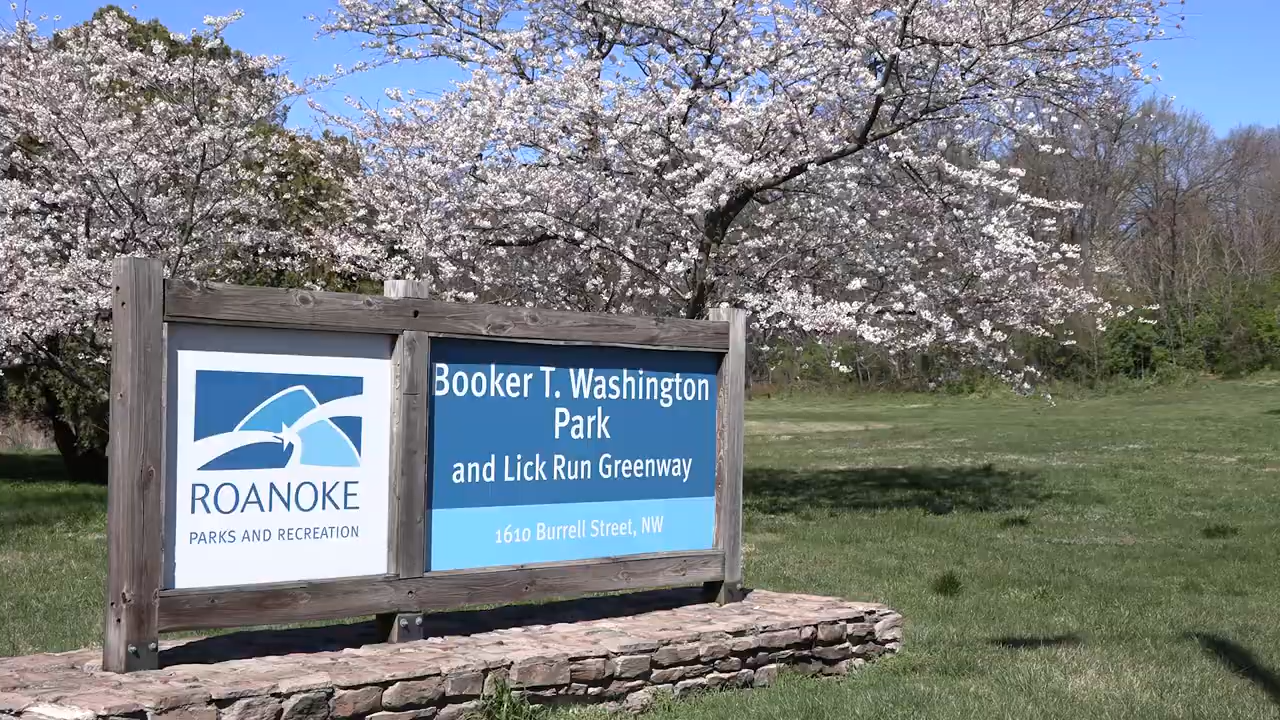 ROANOKE
PARKS AND RECREATION
Booker T. Washington
Park
and Lick Run Greenway
1610 Burrell Street, NW